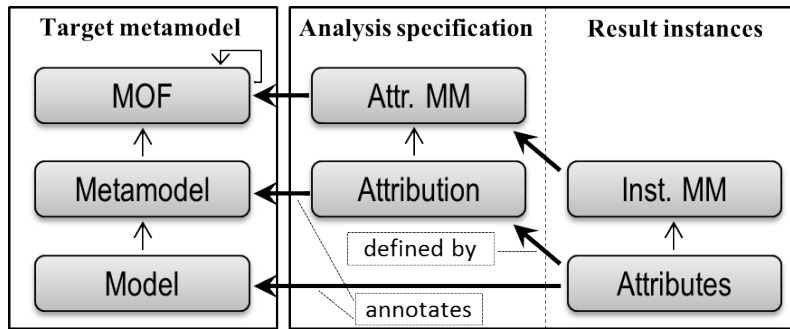 Target metamodel
Analysis specification
Result instances
MOF
Attr. MM
Metamodel
Attribution
Inst. MM
defined by
Model
Attributes
annotates